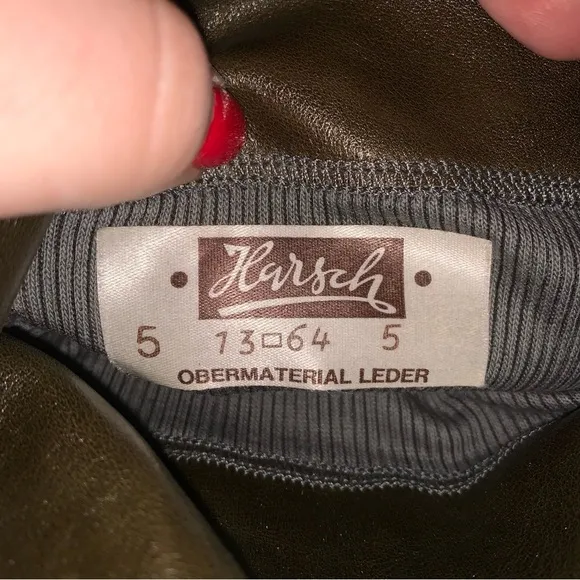 Harsch
5 13□64 5
OBERMATERIAL LEDER